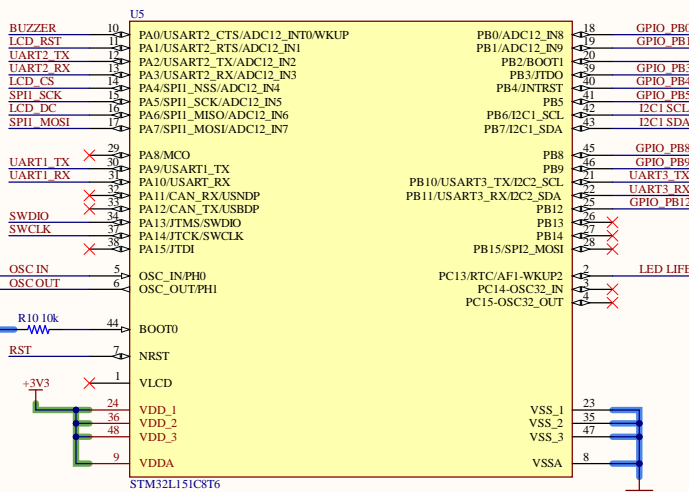 U5
BUZZER 10 PA0/USART2_CTS/ADC12_INT0/WKUP PB0/ADC12_IN8 18 GPIO_PB0
LCD_RST 11 PA1/USART2_RTS/ADC12_IN1 PB1/ADC12_IN9 19 GPIO_PB1
UART2_TX 12 PA2/USART2_TX/ADC12_IN2 PB2/BOOT1 20
UART2_RX 13 PA3/USART2_RX/ADC12_IN3 PB3/JTDO 39 GPIO_PB3
LCD_CS 14 PA4/SPI1_NSS/ADC12_IN4 PB4/JNTRST 40 GPIO_PB4
SPI1_SCK 15 PA5/SPI1_SCK/ADC12_IN5 PB5 41 GPIO_PB5
LCD_DC 16 PA6/SPI1_MISO/ADC12_IN6 PB6/I2C1_SCL 42 I2C1 SCL
SPI1_MOSI 17 PA7/SPI1_MOSI/ADC12_IN7 PB7/I2C1_SDA 43 I2C1 SDA
29 PA8/MCO PB8 45 GPIO_PB8
UART1_TX 30 PA9/USART1_TX PB9 46 GPIO_PB9
UART1_RX 31 PA10/USART_RX PB10/USART3_TX/I2C2_SCL 21 UART3_TX
32 PA11/CAN_RX/USNDP PB11/USART3_RX/I2C2_SDA 22 UART3_RX
33 PA12/CAN_TX/USBDP PB12 25 GPIO_PB12
SWDIO 34 PA13/JTMS/SWDIO PB13 26
SWCLK 37 PA14/JTCK/SWCLK PB14 27
38 PA15/JTDI PB15/SPI2_MOSI 28
OSC IN 5 OSC_IN/PH0 PC13/RTC/AF1-WKUP2 2 LED LIFE
OSC OUT 6 OSC_OUT/PH1 PC14-OSC32_IN 3
PC15-OSC32_OUT 4
R10 10k 44 BOOT0
RST 7 NRST
1 VLCD
+3V3
24 VDD_1 VSS_1 23
36 VDD_2 VSS_2 35
48 VDD_3 VSS_3 47
9 VDDA VSSA 8
STM32L151C8T6